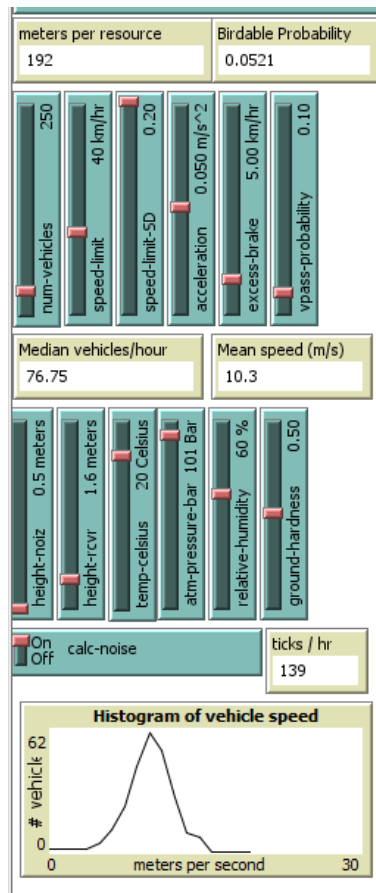 meters per resource
192
Birdable Probability
0.0521
num-vehicles 250
speed-limit 40 km/hr
speed-limit-SD 0.20
acceleration 0.050 m/s^2
excess-brake 5.00 km/hr
vpass-probability 0.10
Median vehicles/hour
76.75
Mean speed (m/s)
10.3
height-noiz 0.5 meters
height-rcvr 1.6 meters
temp-celsius 20 Celsius
atm-pressure-bar 101 Bar
relative-humidity 60 %
ground-hardness 0.50
On
Off
calc-noise
ticks / hr
139
Histogram of vehicle speed
62
# vehicle
0
0
meters per second
30